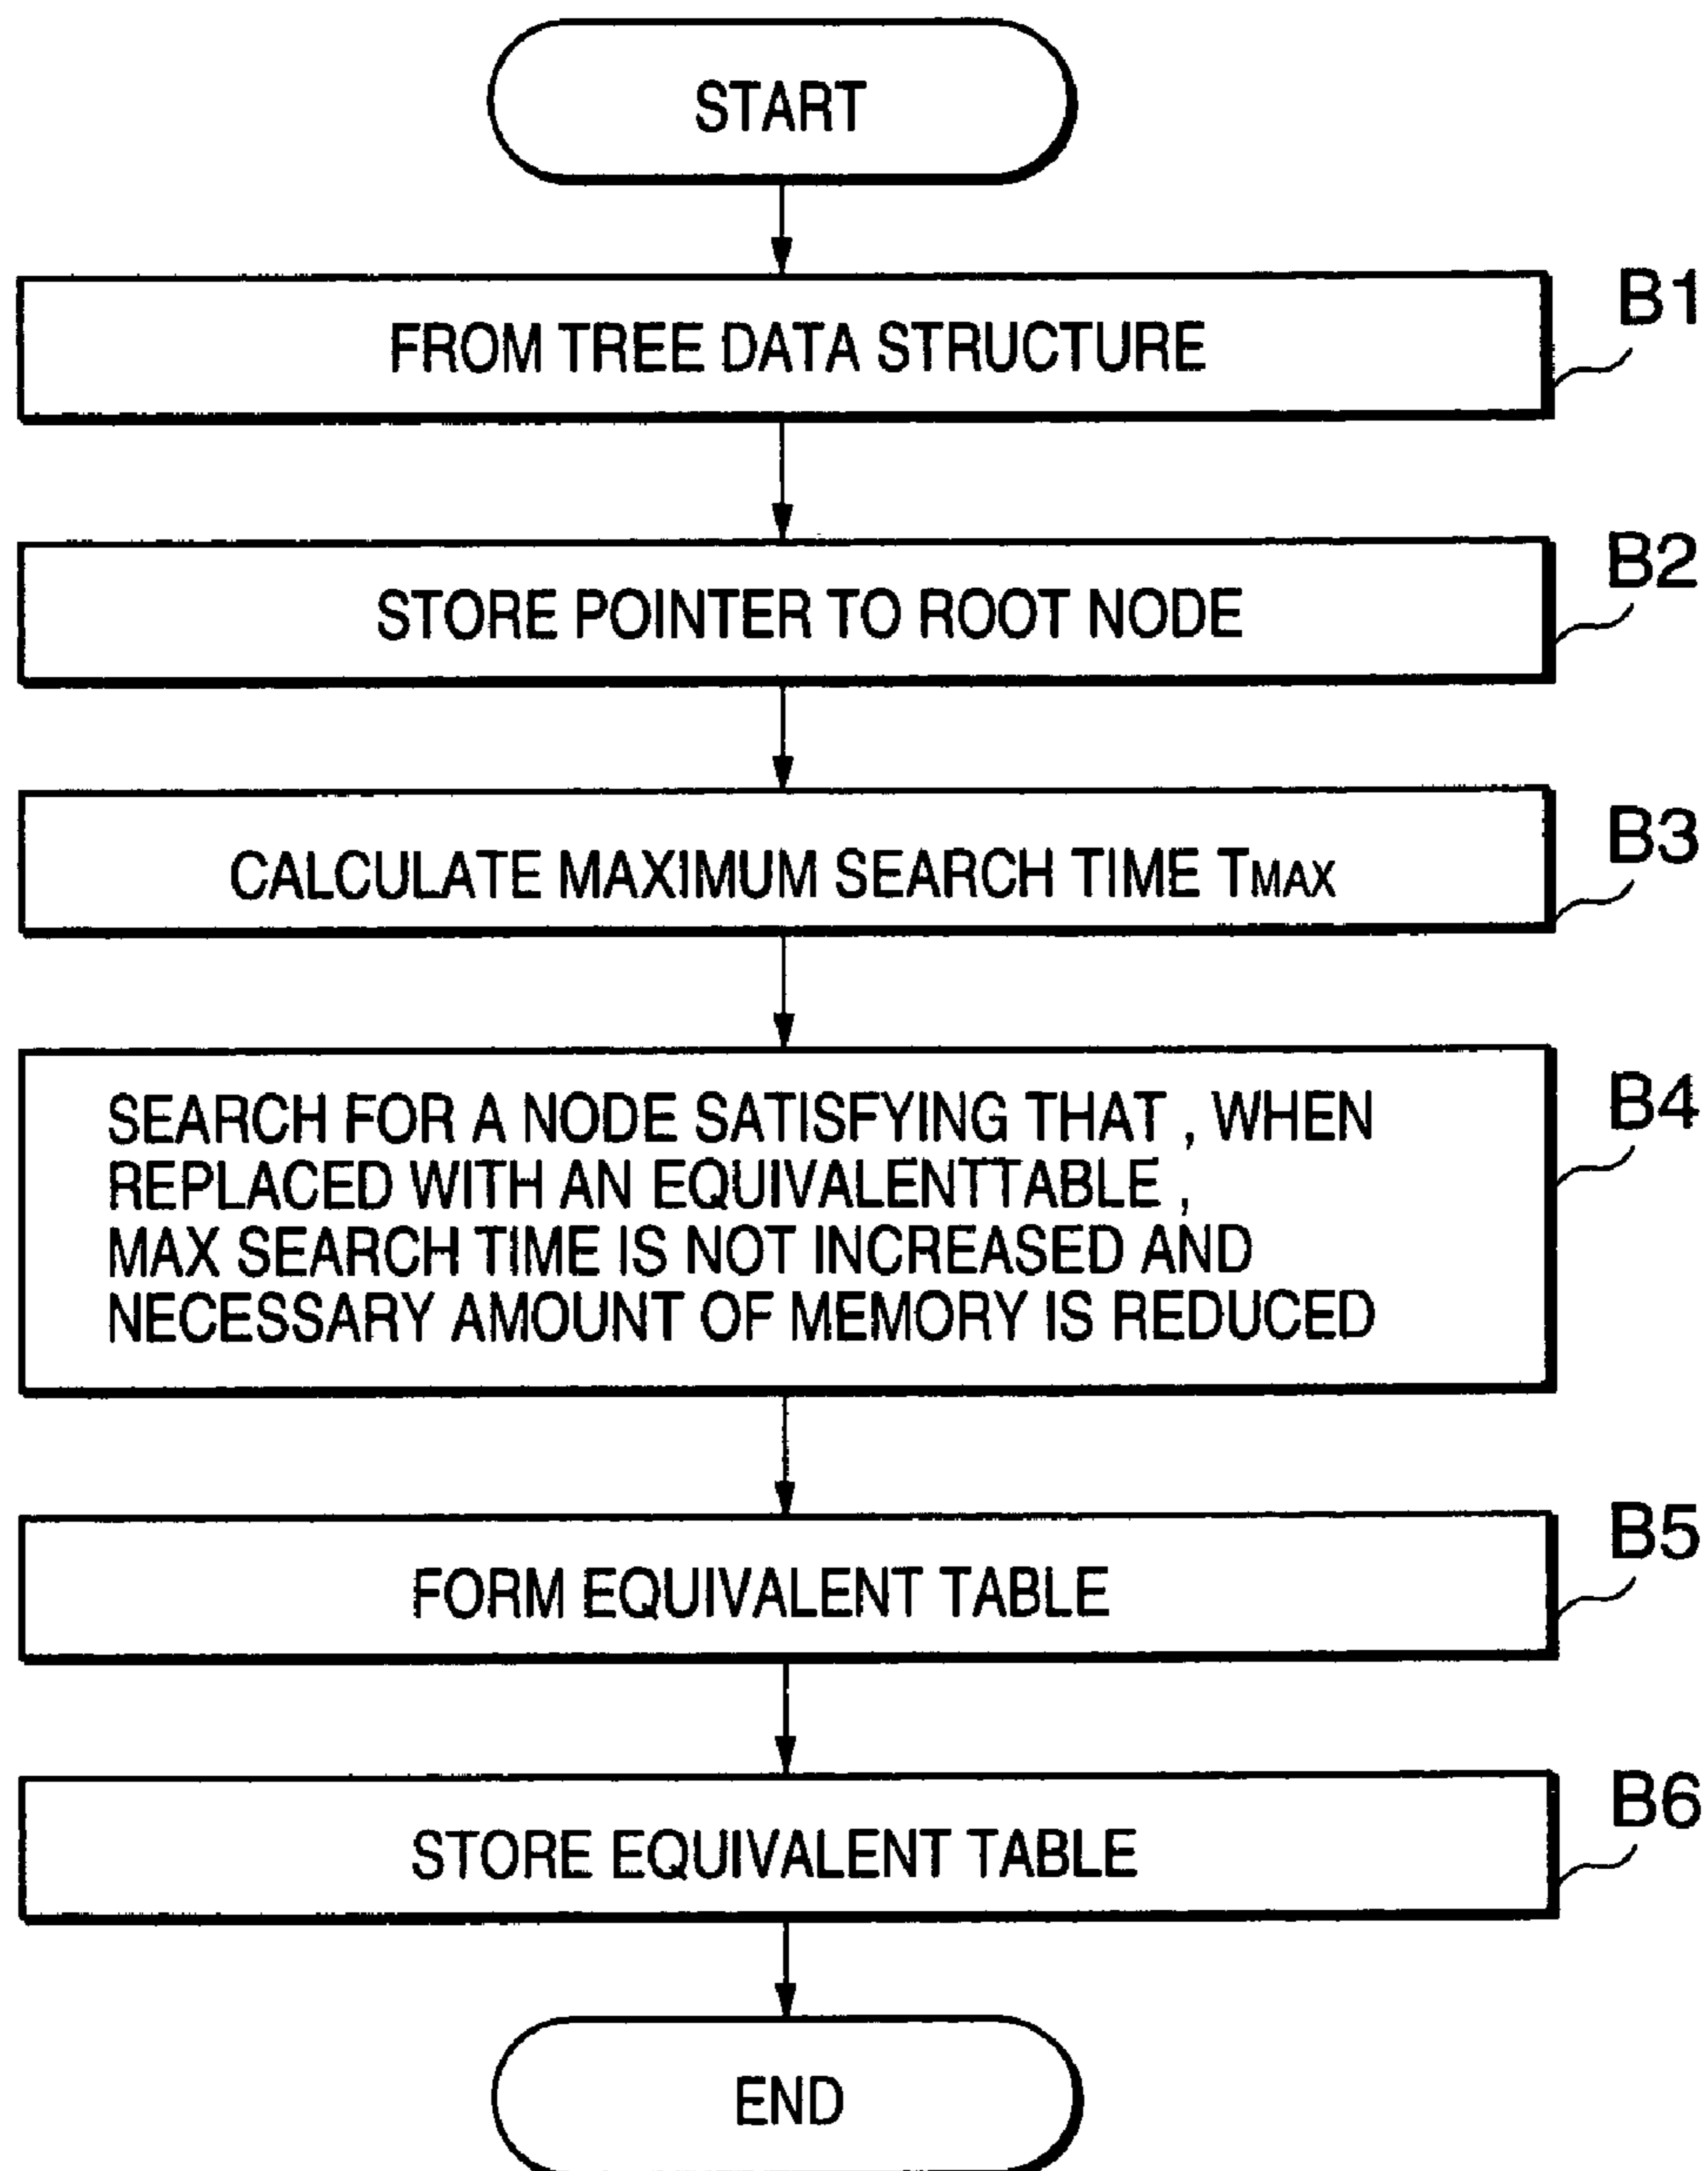 START
FROM TREE DATA STRUCTURE
B1
STORE POINTER TO ROOT NODE
B2
CALCULATE MAXIMUM SEARCH TIME TMAX
B3
SEARCH FOR A NODE SATISFYING THAT , WHEN
REPLACED WITH AN EQUIVALENTTABLE ,
MAX SEARCH TIME IS NOT INCREASED AND
NECESSARY AMOUNT OF MEMORY IS REDUCED
B4
FORM EQUIVALENT TABLE
B5
STORE EQUIVALENT TABLE
B6
END